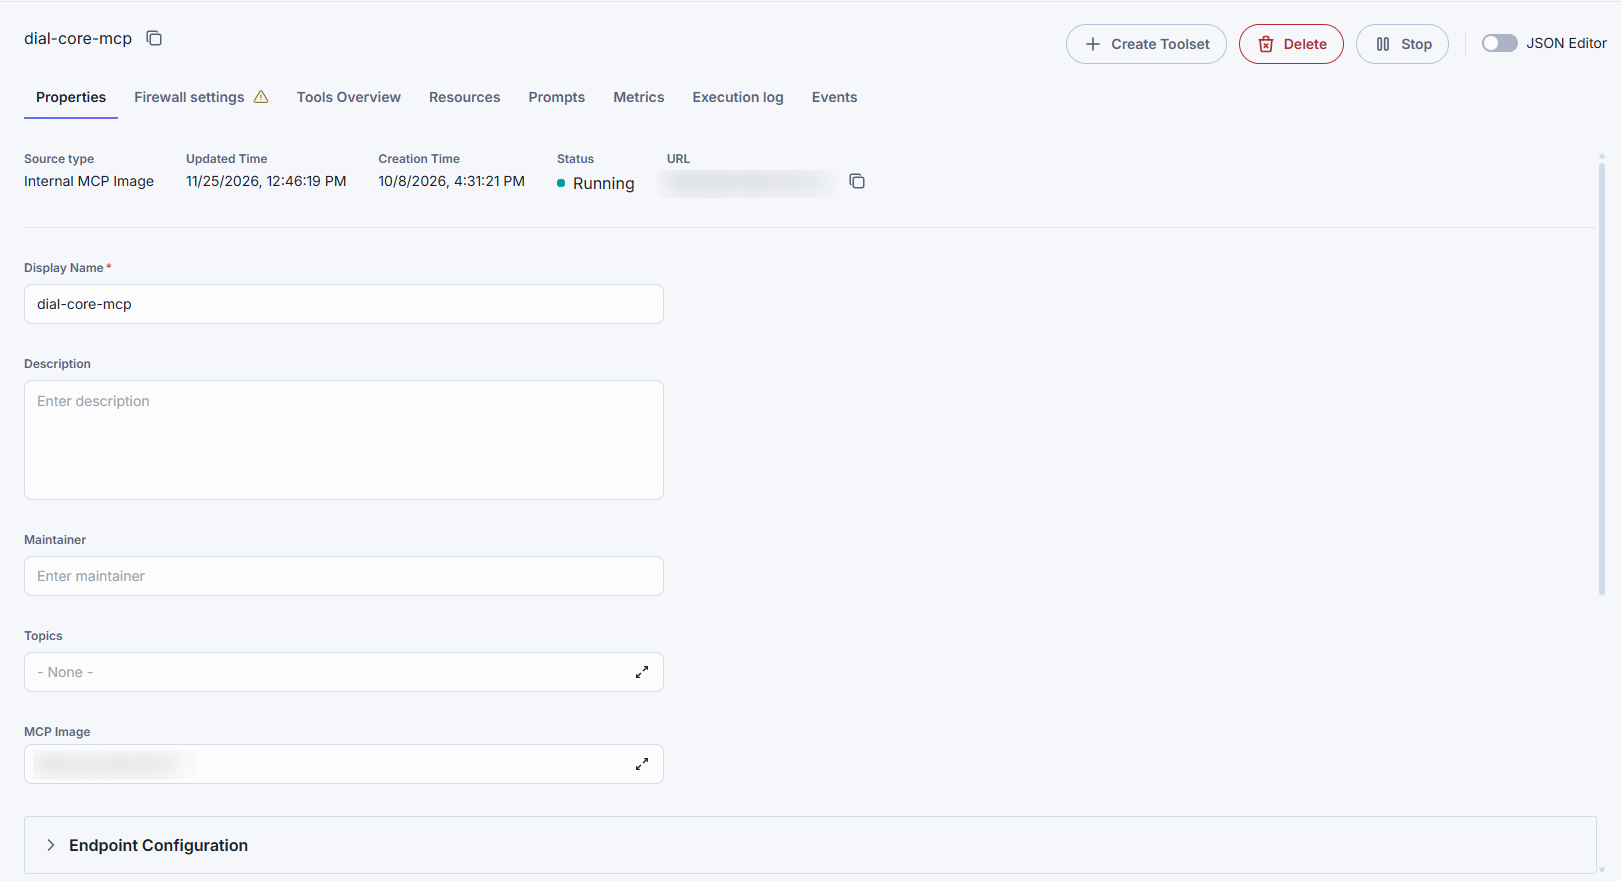 dial-core-mcp
Create Toolset
Delete
Stop
JSON Editor
Properties
Firewall settings
Tools Overview
Resources
Prompts
Metrics
Execution log
Events
Source type
Internal MCP Image
Updated Time
11/25/2026, 12:46:19 PM
Creation Time
10/8/2026, 4:31:21 PM
Status
Running
URL
Display Name *
dial-core-mcp
Description
Enter description
Maintainer
Enter maintainer
Topics
- None -
MCP Image
Endpoint Configuration